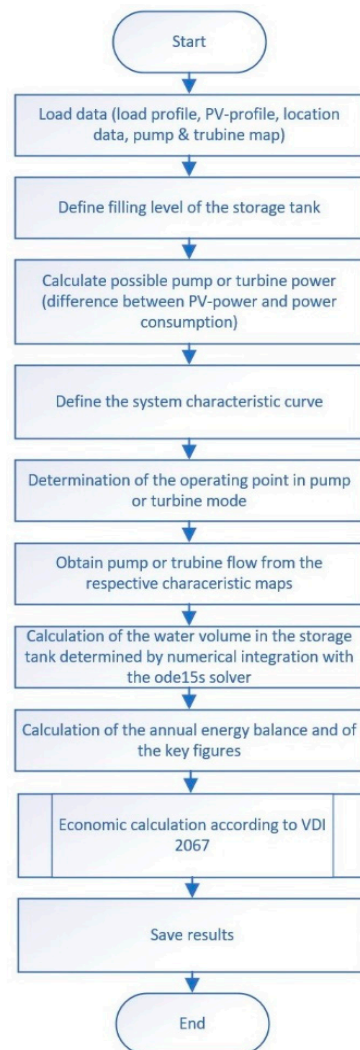 Start
Load data (load profile, PV-profile, location
data, pump & trubine map)
Define filling level of the storage tank
Calculate possible pump or turbine power
(difference between PV-power and power
consumption)
Define the system characteristic curve
Determination of the operating point in pump
or turbine mode
Obtain pump or trubine flow from the
respective characeristic maps
Calculation of the water volume in the storage
tank determined by numerical integration with
the ode15s solver
Calculation of the annual energy balance and of
the key figures
Economic calculation according to VDI
2067
Save results
End